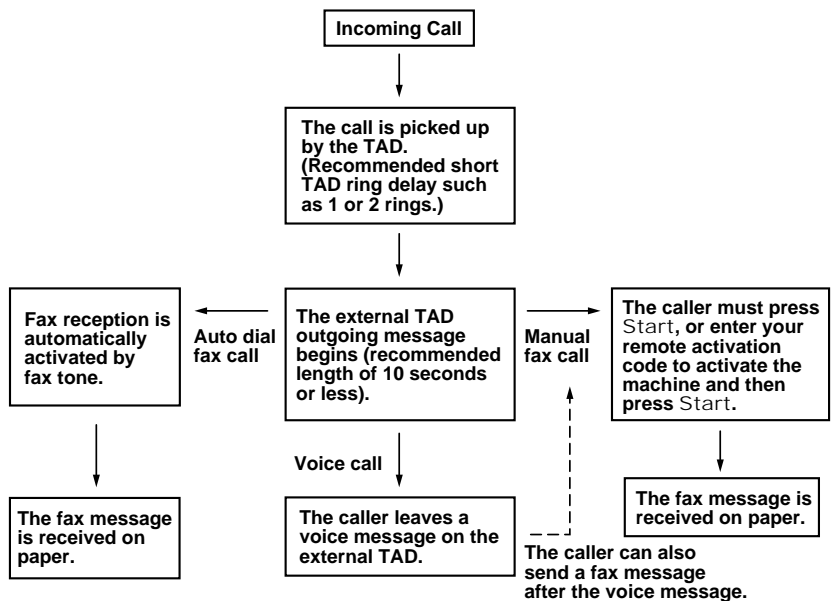 Incoming Call
The call is picked up
by the TAD.
(Recommended short
TAD ring delay such
as 1 or 2 rings.)
Fax reception is
automatically
activated by
fax tone.
Auto dial
fax call
The external TAD
outgoing message
begins (recommended
length of 10 seconds
or less).
Manual
fax call
The caller must press
Start, or enter your
remote activation
code to activate the
machine and then
press Start.
Voice call
The fax message
is received on
paper.
The caller leaves a
voice message on the
external TAD.
The fax message is
received on paper.
The caller can also
send a fax message
after the voice message.